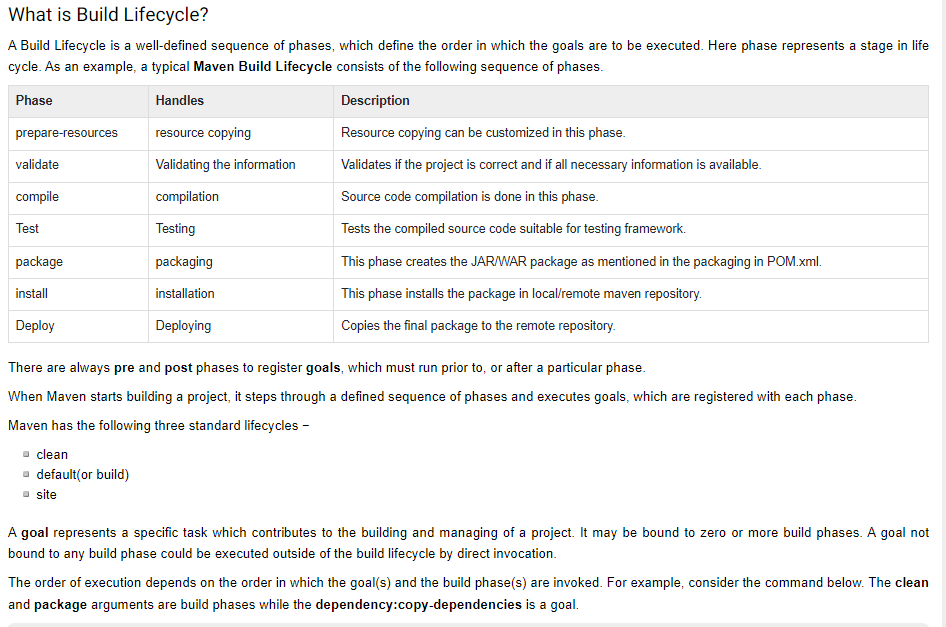 What is Build Lifecycle?
A Build Lifecycle is a well-defined sequence of phases, which define the order in which the goals are to be executed. Here phase represents a stage in life
cycle. As an example, a typical Maven Build Lifecycle consists of the following sequence of phases.
Phase Handles Description
prepare-resources resource copying Resource copying can be customized in this phase.
validate Validating the information Validates if the project is correct and if all necessary information is available.
compile compilation Source code compilation is done in this phase.
Test Testing Tests the compiled source code suitable for testing framework.
package packaging This phase creates the JAR/WAR package as mentioned in the packaging in POM.xml.
install installation This phase installs the package in local/remote maven repository.
Deploy Deploying Copies the final package to the remote repository.
There are always pre and post phases to register goals, which must run prior to, or after a particular phase.
When Maven starts building a project, it steps through a defined sequence of phases and executes goals, which are registered with each phase.
Maven has the following three standard lifecycles −
clean
default(or build)
site
A goal represents a specific task which contributes to the building and managing of a project. It may be bound to zero or more build phases. A goal not
bound to any build phase could be executed outside of the build lifecycle by direct invocation.
The order of execution depends on the order in which the goal(s) and the build phase(s) are invoked. For example, consider the command below. The clean
and package arguments are build phases while the dependency:copy-dependencies is a goal.